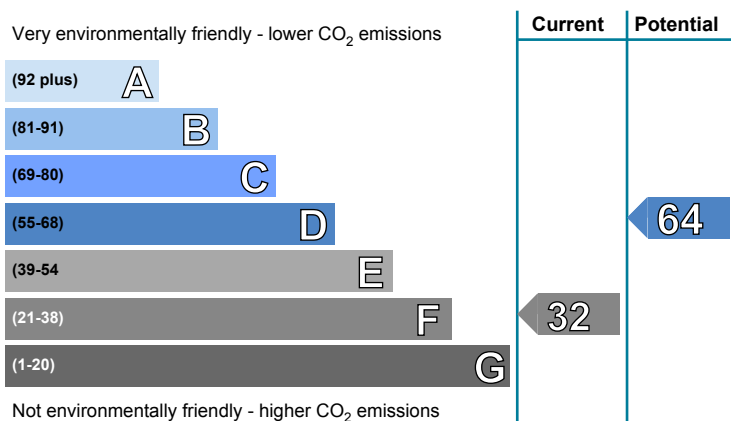 Very environmentally friendly - lower CO2 emissions
Current
Potential
(92 plus) A
(81-91) B
(69-80) C
(55-68) D
64
(39-54 E
(21-38) F
32
(1-20) G
Not environmentally friendly - higher CO2 emissions